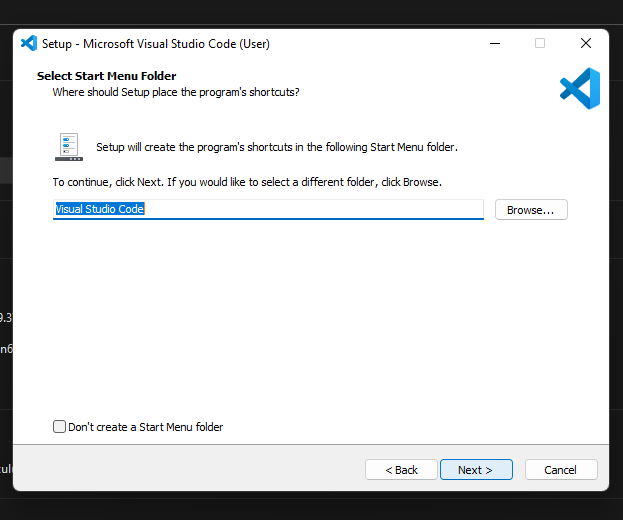 Setup - Microsoft Visual Studio Code (User)
Select Start Menu Folder
Where should Setup place the program's shortcuts?
Setup will create the program's shortcuts in the following Start Menu folder.
To continue, click Next. If you would like to select a different folder, click Browse.
Visual Studio Code
Browse...
Don't create a Start Menu folder
< Back
Next >
Cancel